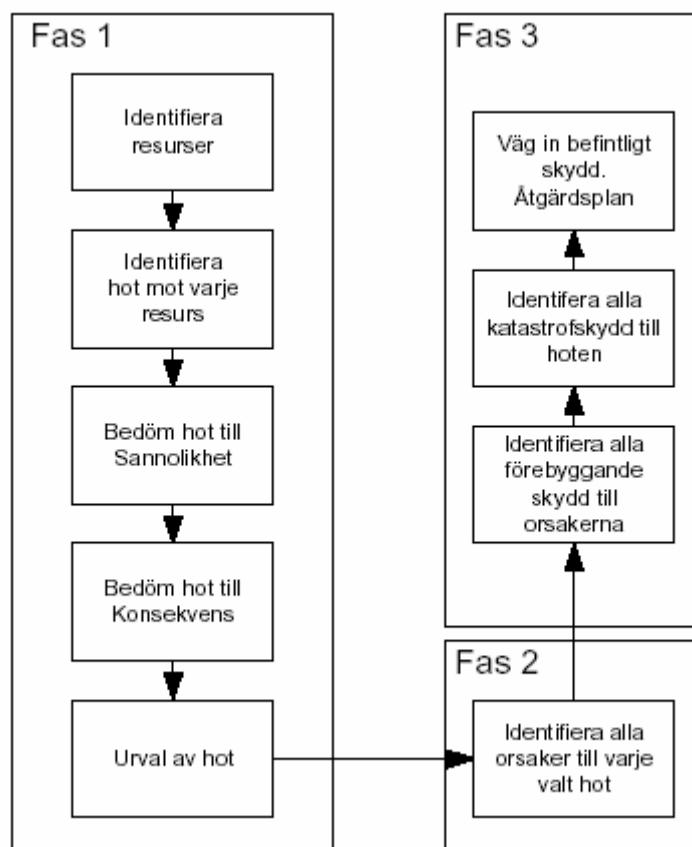 Fas 1
Identifiera
resurser
Identifiera
hot mot varje
resurs
Bedöm hot till
Sannolikhet
Bedöm hot till
Konsekvens
Urval av hot
Fas 2
Identifiera alla
orsaker till varje
valt hot
Fas 3
Identifiera alla
förebyggande
skydd till
orsakerna
Identifera alla
katastrofskydd till
hoten
Väg in befintligt
skydd.
Åtgärdsplan